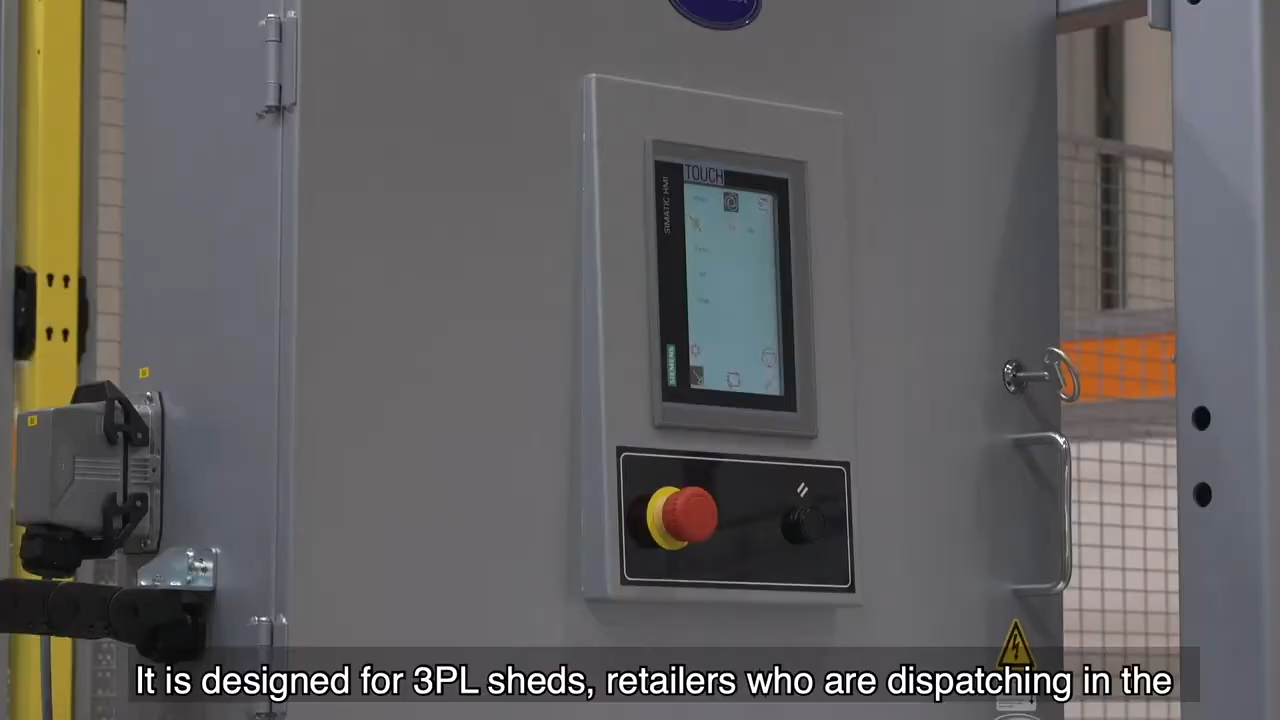 TOUCH
SIMATIC HMI
SIEMENS
It is designed for 3PL sheds, retailers who are dispatching in the